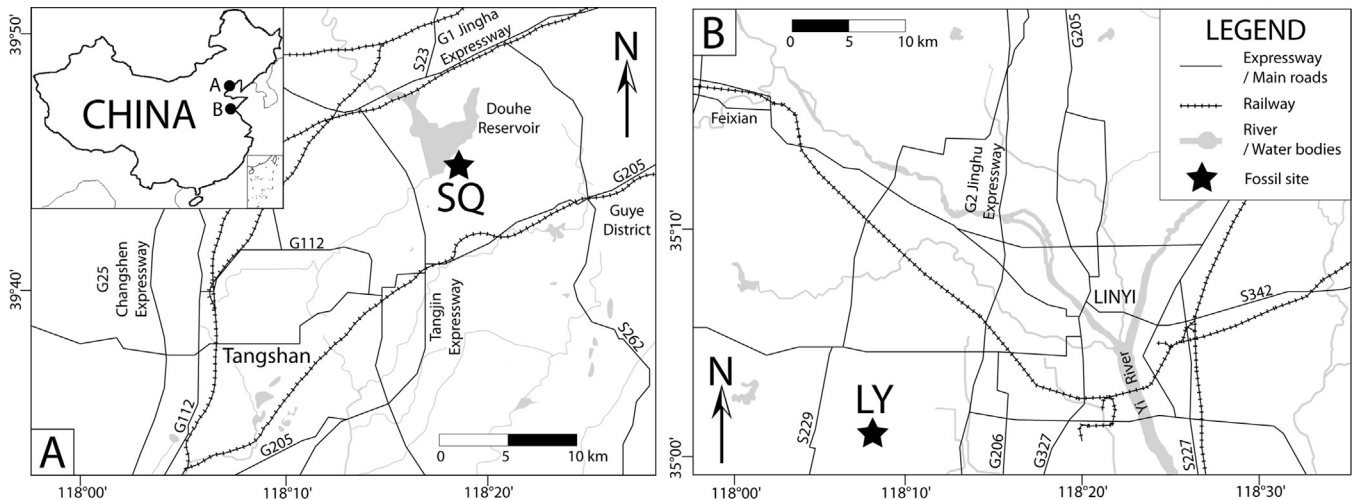 39°50'
39°40'
CHINA
A
B
S23
G1 Jingha
Expressway
N
Douhe
Reservoir
SQ
G205
Guye
District
G112
G25
Changshen
Expressway
Tangjin
Expressway
S262
Tangshan
G112
G205
A
0 5 10 km
118°00'
118°10'
118°20'
B
0 5 10 km
G205
LEGEND
Expressway
/ Main roads
Railway
River
/ Water bodies
Fossil site
Feixian
G2 Jinghu
Expressway
35°10'
LINYI
S342
N
Yi River
S229
LY
G206
G327
S227
35°00'
118°00'
118°10'
118°20'
118°30'